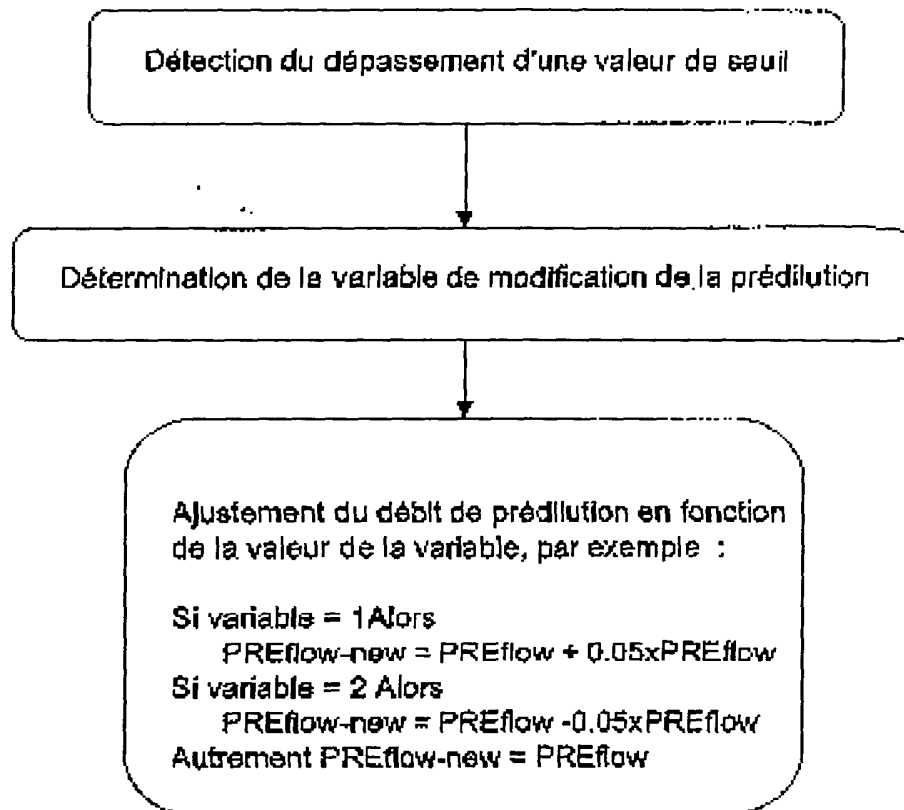 Détection du dépassement d'une valeur de seuil
Détermination de la variable de modification de la prédilution
Ajustement du débit de prédilution en fonction
de la valeur de la variable, par exemple :
Si variable = 1Alors
PREflow-new = PREflow + 0.05xPREflow
Si variable = 2 Alors
PREflow-new = PREflow -0.05xPREflow
Autrement PREflow-new = PREflow